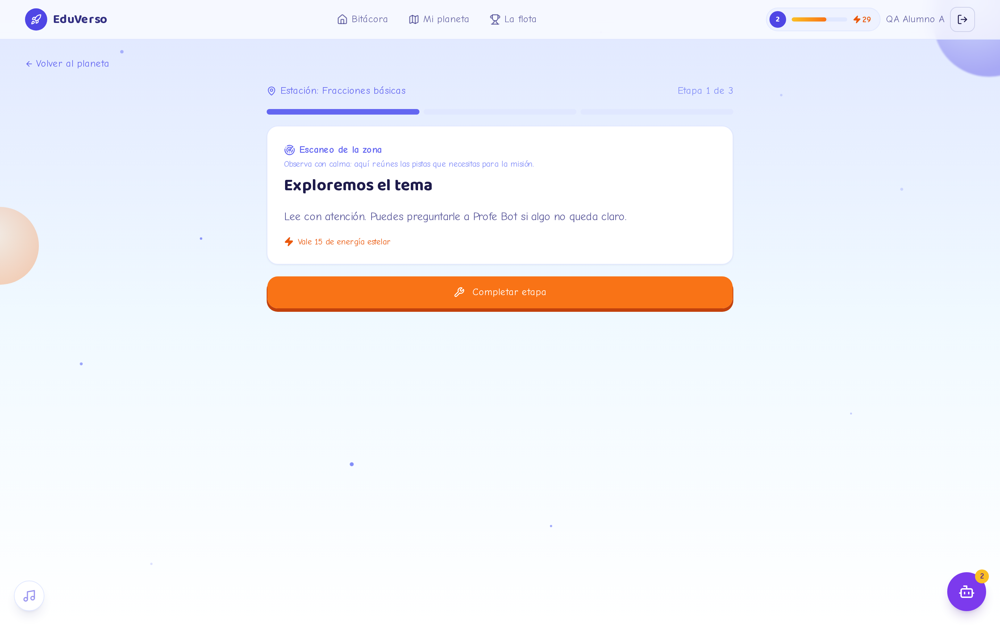 EduVerso
Bitácora
Mi planeta
La flota
2
29
QA Alumno A
Volver al planeta
Estación: Fracciones básicas
Etapa 1 de 3
Escaneo de la zona
Observa con calma: aquí reúnes las pistas que necesitas para la misión.
Exploremos el tema
Lee con atención. Puedes preguntarle a Profe Bot si algo no queda claro.
Vale 15 de energía estelar
Completar etapa
2